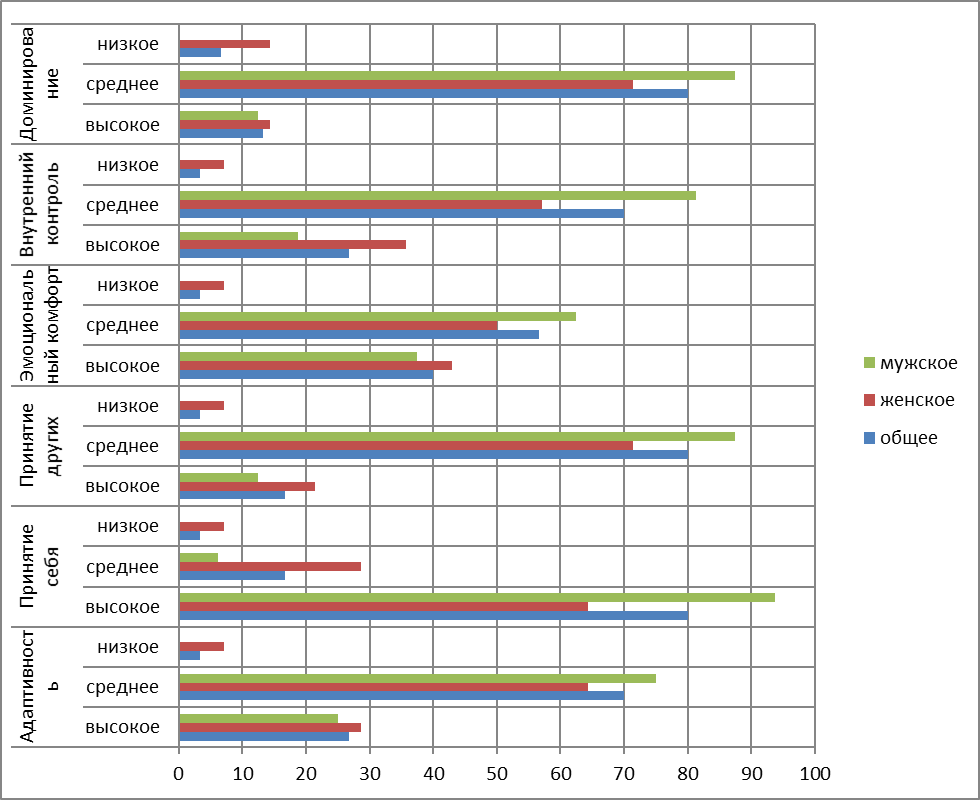 Доминирова
ние
низкое
среднее
высокое
Внутренний
контроль
низкое
среднее
высокое
Эмоциональ
ный комфорт
низкое
среднее
высокое
Принятие
других
низкое
среднее
высокое
Принятие
себя
низкое
среднее
высокое
Адаптивност
ь
низкое
среднее
высокое
0 10 20 30 40 50 60 70 80 90 100
мужское
женское
общее